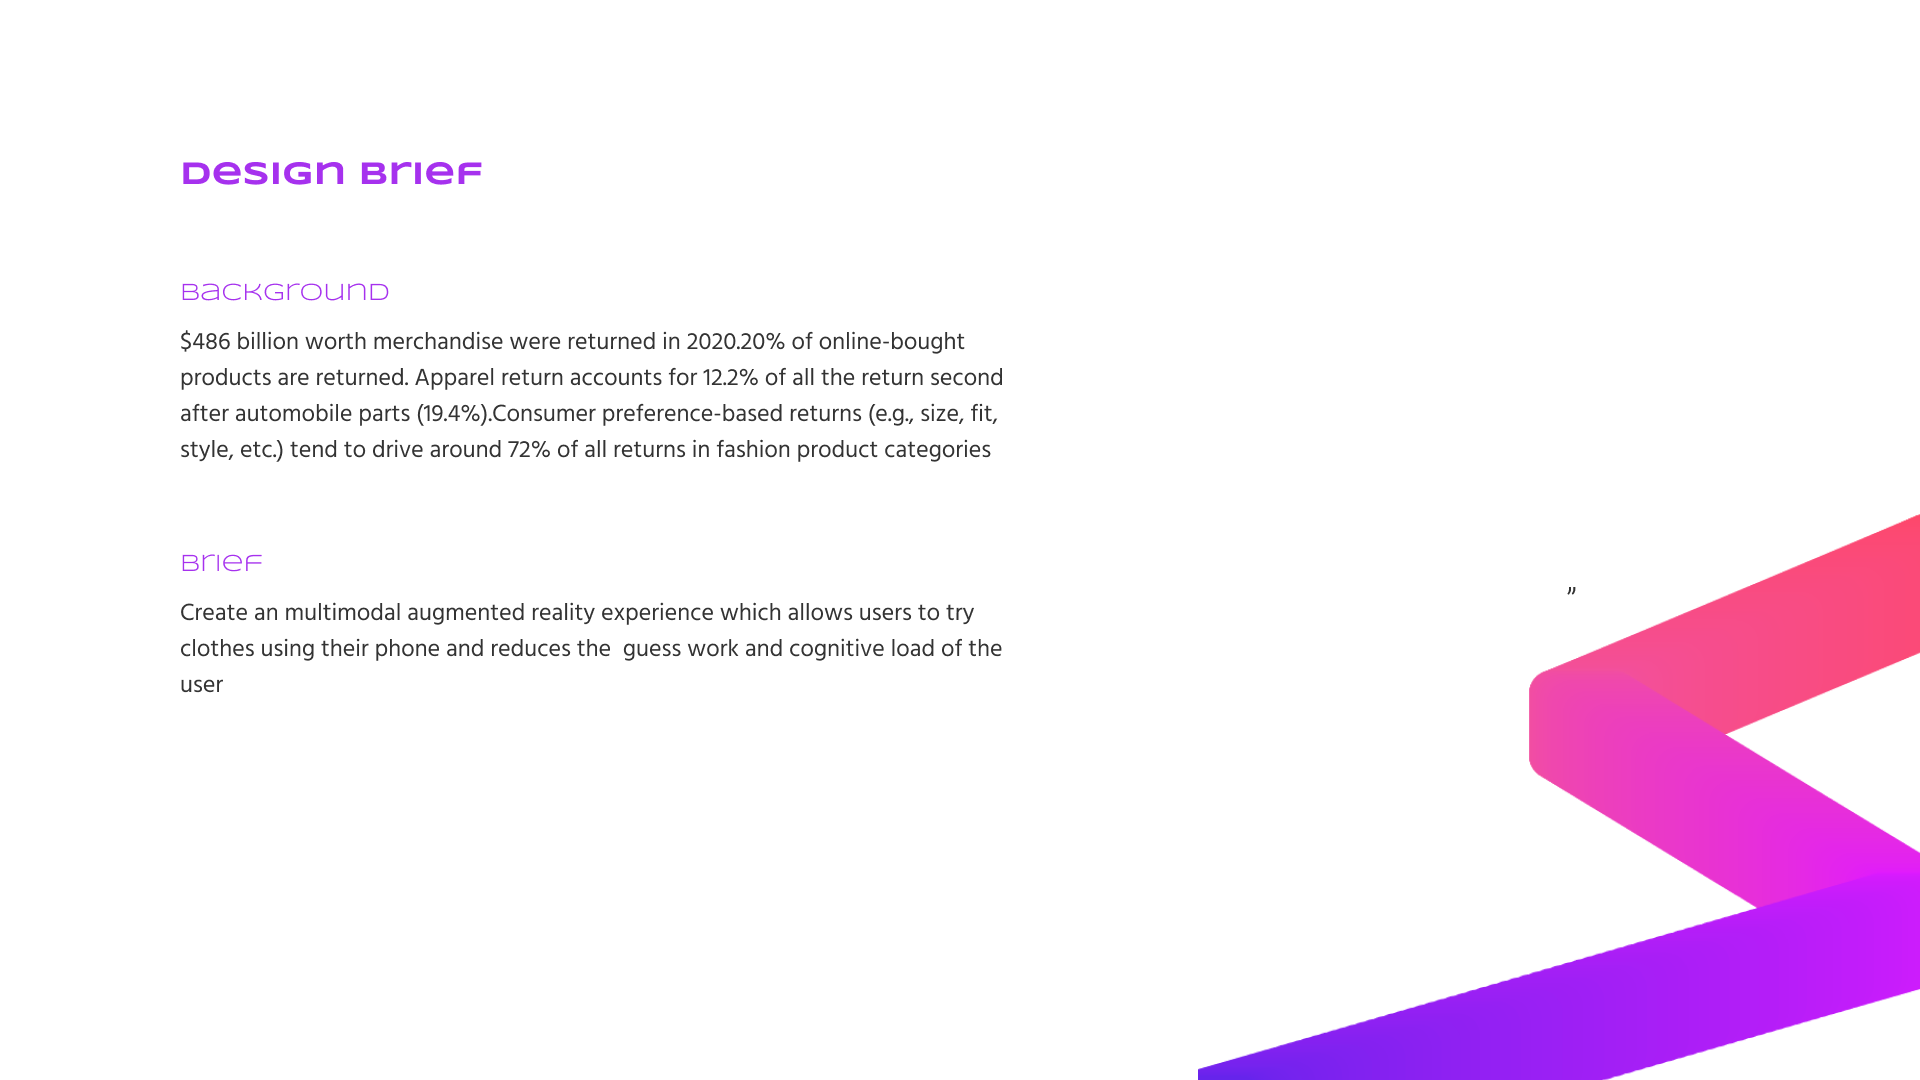 Design Brief
Background
$486 billion worth merchandise were returned in 2020.20% of online-bought
products are returned. Apparel return accounts for 12.2% of all the return second
after automobile parts (19.4%).Consumer preference-based returns (e.g., size, fit,
style, etc.) tend to drive around 72% of all returns in fashion product categories
Brief
”
Create an multimodal augmented reality experience which allows users to try
clothes using their phone and reduces the  guess work and cognitive load of the
user